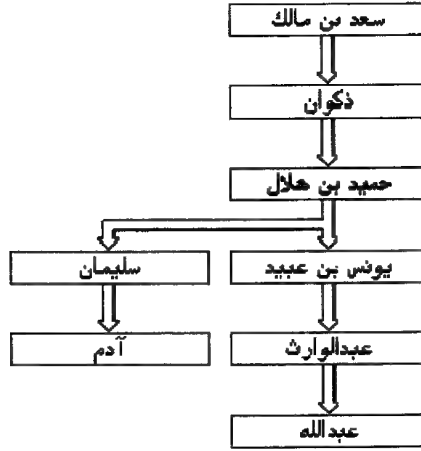 سعد بن مالك
ذكوان
حميد بن هلال
يونس بن عبيد
سليمان
عبدالوارث
آدم
عبدالله